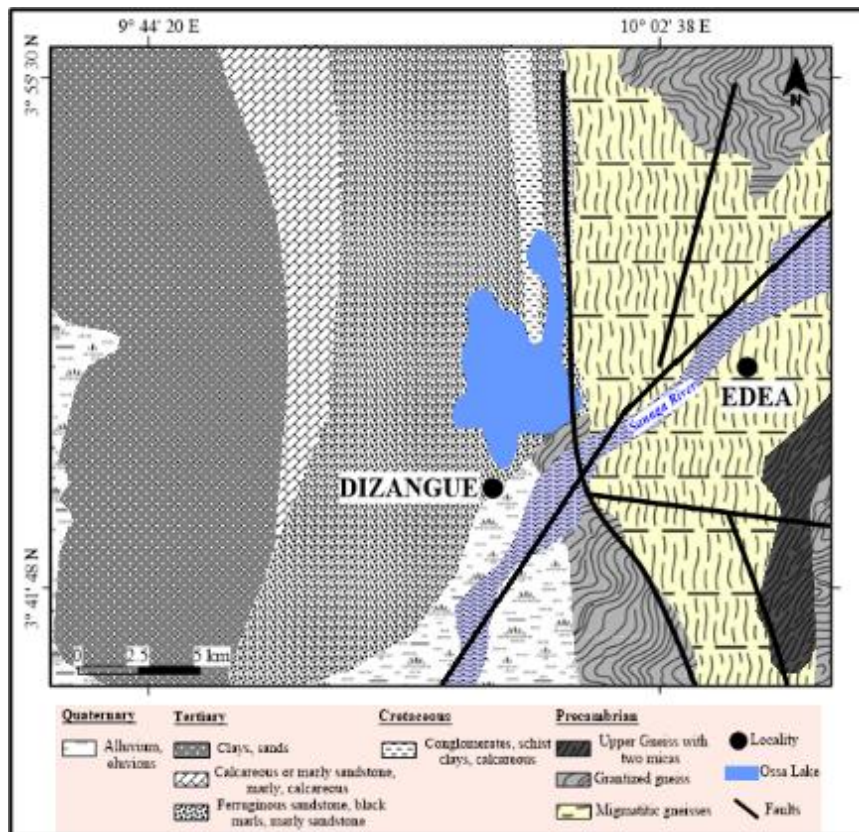 9° 44' 20 E
10° 02' 38 E
3° 55' 30 N
N
Sanaga River
EDEA
DIZANGUE
3° 41' 48 N
0 2.5 5 km
Quaternary
Alluvium,
eluvions
Tertiary
Clays, sands
Calcareous or marly sandstone,
marly, calcareous
Ferruginous sandstone, black
marls, marly sandstone
Cretaceous
Conglomerates, schist
clays, calcareous
Precambrian
Upper Gneiss with
two micas
Grantized gneiss
Migmatitic gneisses
Locality
Ossa Lake
Faults